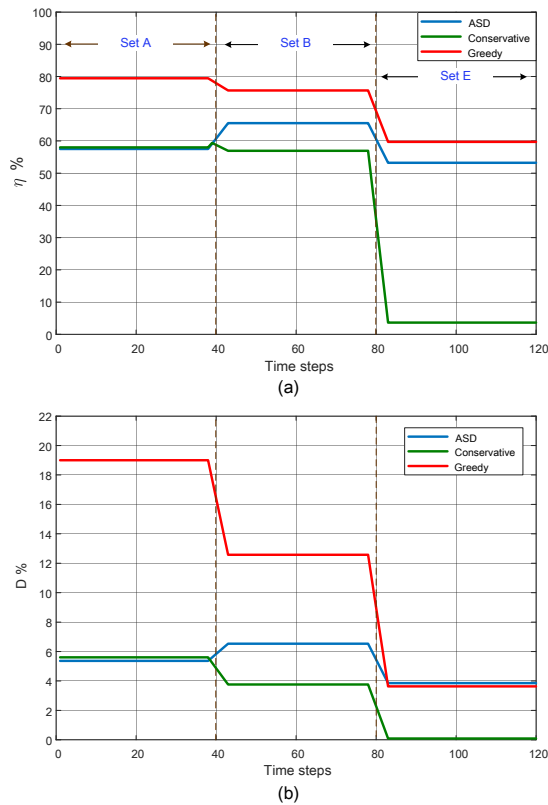 100
90
80
70
60
50
40
30
20
10
0
η %
Set A
Set B
Set E
ASD
Conservative
Greedy
0 20 40 60 80 100 120
Time steps
(a)
22
20
18
16
14
12
10
8
6
4
2
0
D %
ASD
Conservative
Greedy
0 20 40 60 80 100 120
Time steps
(b)